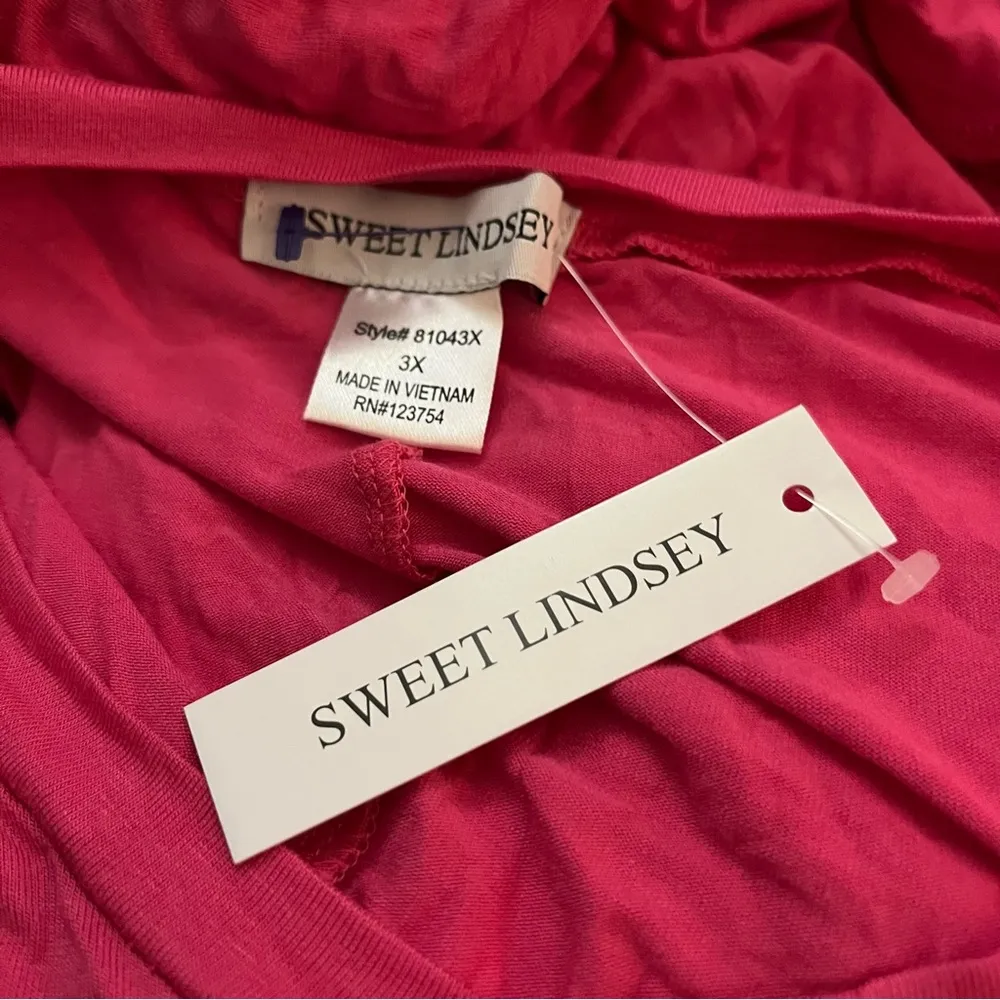 SWEET LINDSEY
Style# 81043X
3X
MADE IN VIETNAM
RN#123754
SWEET LINDSEY